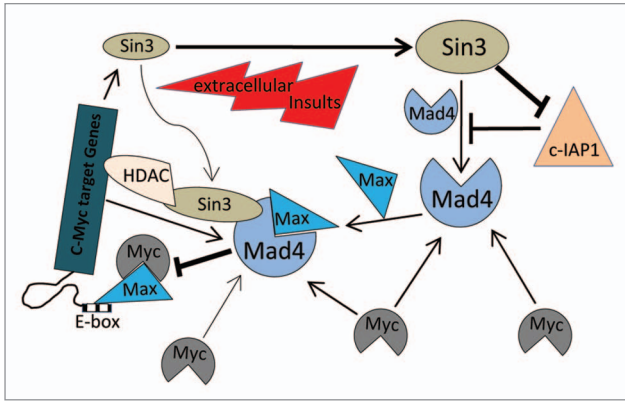 Sin3
Sin3
extracellular
Insults
Mad4
c-IAP1
C-Myc target Genes
HDAC
Max
Mad4
Sin3
Max
Mad4
Myc
Max
E-box
Myc
Myc
Myc